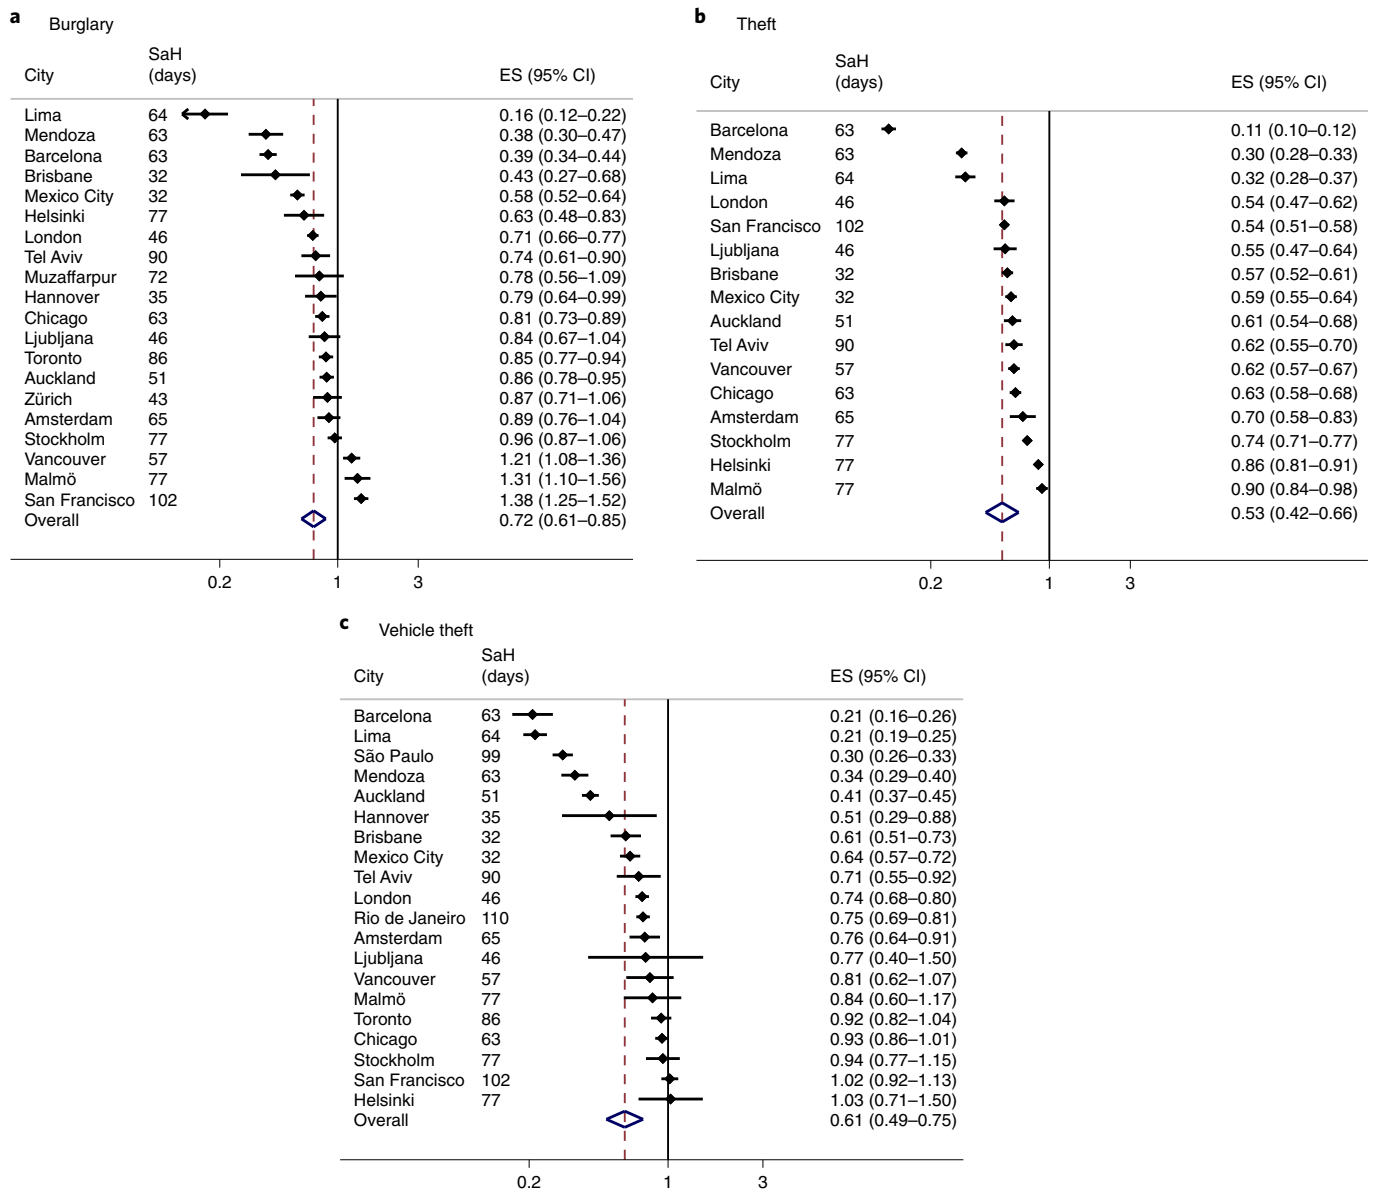 a Burglary
City SaH (days) ES (95% CI)
Lima 64 0.16 (0.12–0.22)
Mendoza 63 0.38 (0.30–0.47)
Barcelona 63 0.39 (0.34–0.44)
Brisbane 32 0.43 (0.27–0.68)
Mexico City 32 0.58 (0.52–0.64)
Helsinki 77 0.63 (0.48–0.83)
London 46 0.71 (0.66–0.77)
Tel Aviv 90 0.74 (0.61–0.90)
Muzaffarpur 72 0.78 (0.56–1.09)
Hannover 35 0.79 (0.64–0.99)
Chicago 63 0.81 (0.73–0.89)
Ljubljana 46 0.84 (0.67–1.04)
Toronto 86 0.85 (0.77–0.94)
Auckland 51 0.86 (0.78–0.95)
Zürich 43 0.87 (0.71–1.06)
Amsterdam 65 0.89 (0.76–1.04)
Stockholm 77 0.96 (0.87–1.06)
Vancouver 57 1.21 (1.08–1.36)
Malmö 77 1.31 (1.10–1.56)
San Francisco 102 1.38 (1.25–1.52)
Overall 0.72 (0.61–0.85)
0.2 1 3
b Theft
City SaH (days) ES (95% CI)
Barcelona 63 0.11 (0.10–0.12)
Mendoza 63 0.30 (0.28–0.33)
Lima 64 0.32 (0.28–0.37)
London 46 0.54 (0.47–0.62)
San Francisco 102 0.54 (0.51–0.58)
Ljubljana 46 0.55 (0.47–0.64)
Brisbane 32 0.57 (0.52–0.61)
Mexico City 32 0.59 (0.55–0.64)
Auckland 51 0.61 (0.54–0.68)
Tel Aviv 90 0.62 (0.55–0.70)
Vancouver 57 0.62 (0.57–0.67)
Chicago 63 0.63 (0.58–0.68)
Amsterdam 65 0.70 (0.58–0.83)
Stockholm 77 0.74 (0.71–0.77)
Helsinki 77 0.86 (0.81–0.91)
Malmö 77 0.90 (0.84–0.98)
Overall 0.53 (0.42–0.66)
0.2 1 3
c Vehicle theft
City SaH (days) ES (95% CI)
Barcelona 63 0.21 (0.16–0.26)
Lima 64 0.21 (0.19–0.25)
São Paulo 99 0.30 (0.26–0.33)
Mendoza 63 0.34 (0.29–0.40)
Auckland 51 0.41 (0.37–0.45)
Hannover 35 0.51 (0.29–0.88)
Brisbane 32 0.61 (0.51–0.73)
Mexico City 32 0.64 (0.57–0.72)
Tel Aviv 90 0.71 (0.55–0.92)
London 46 0.74 (0.68–0.80)
Rio de Janeiro 110 0.75 (0.69–0.81)
Amsterdam 65 0.76 (0.64–0.91)
Ljubljana 46 0.77 (0.40–1.50)
Vancouver 57 0.81 (0.62–1.07)
Malmö 77 0.84 (0.60–1.17)
Toronto 86 0.92 (0.82–1.04)
Chicago 63 0.93 (0.86–1.01)
Stockholm 77 0.94 (0.77–1.15)
San Francisco 102 1.02 (0.92–1.13)
Helsinki 77 1.03 (0.71–1.50)
Overall 0.61 (0.49–0.75)
0.2 1 3